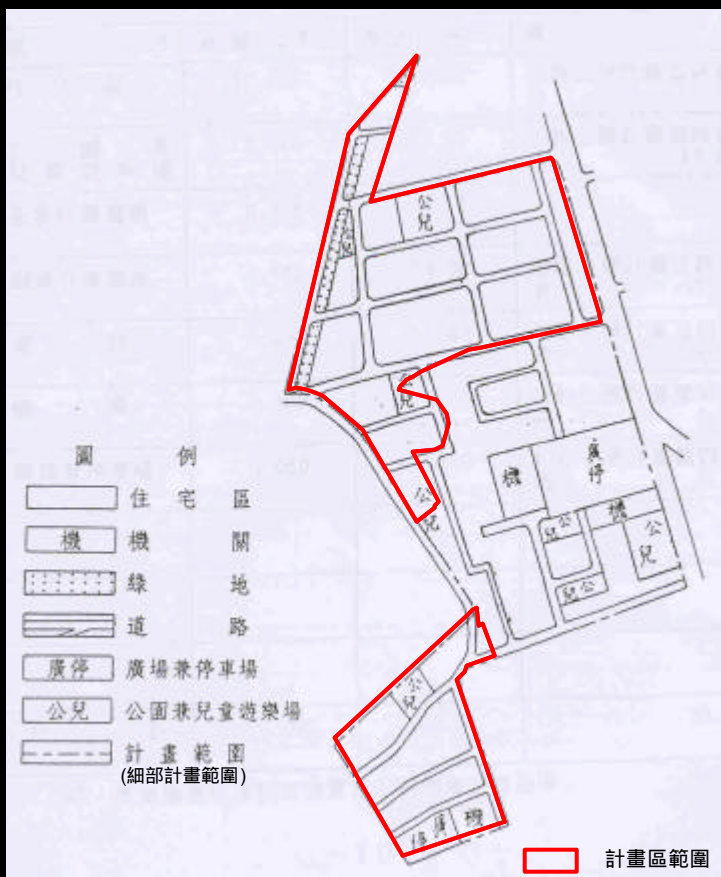 公兒
公兒
公兒
機
廣停
公兒
機
公兒
公兒
公兒
公兒
廣停
機
圖例
住宅區
機 機關
綠地
道路
廣停 廣場兼停車場
公兒 公園兼兒童遊樂場
計畫範圍
(細部計畫範圍)
計畫區範圍